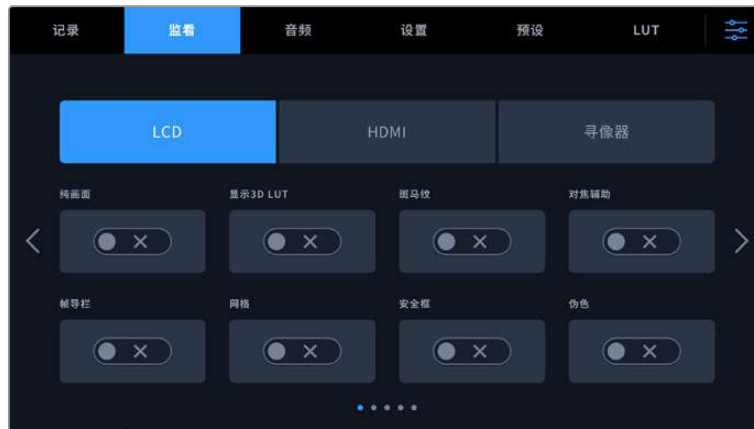 记录 监看 音频 设置 预设 LUT
LCD HDMI 寻像器
纯画面 显示3D LUT 斑马纹 对焦辅助
帧导栏 网格 安全框 伪色